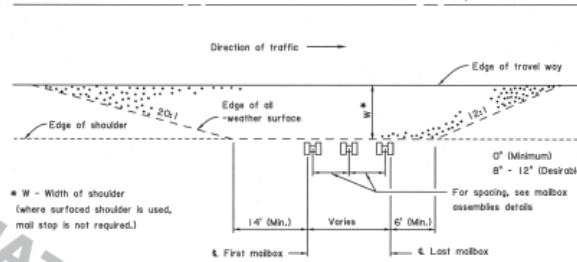 Direction of traffic
Edge of travel way
20:1
Edge of all
-weather surface
W*
12:1
Edge of shoulder
0" (Minimum)
8" - 12" (Desirable
* W - Width of shoulder
(where surfaced shoulder is used,
mail stop is not required.)
For spacing, see mailbox
assemblies details
14' (Min.)
Varies
6' (Min.)
℄ First mailbox
℄ Last mailbox